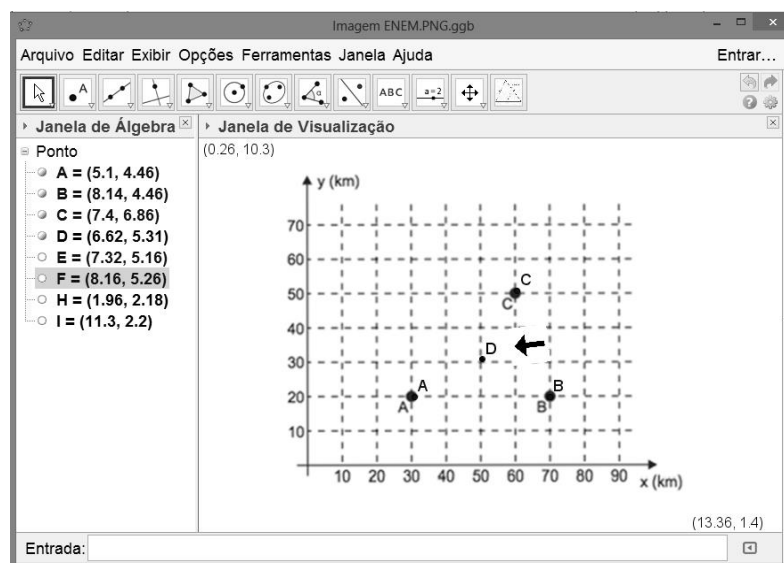 Imagem ENEM.PNG.ggb
Arquivo Editar Exibir Opções Ferramentas Janela Ajuda
Entrar...
A
α
ABC
a=2
Janela de Álgebra
Janela de Visualização
Ponto
A = (5.1, 4.46)
B = (8.14, 4.46)
C = (7.4, 6.86)
D = (6.62, 5.31)
E = (7.32, 5.16)
F = (8.16, 5.26)
H = (1.96, 2.18)
I = (11.3, 2.2)
(0.26, 10.3)
y (km)
70
60
50
40
30
20
10
C
C
D
A
A
B
B
10 20 30 40 50 60 70 80 90 x (km)
(13.36, 1.4)
Entrada: